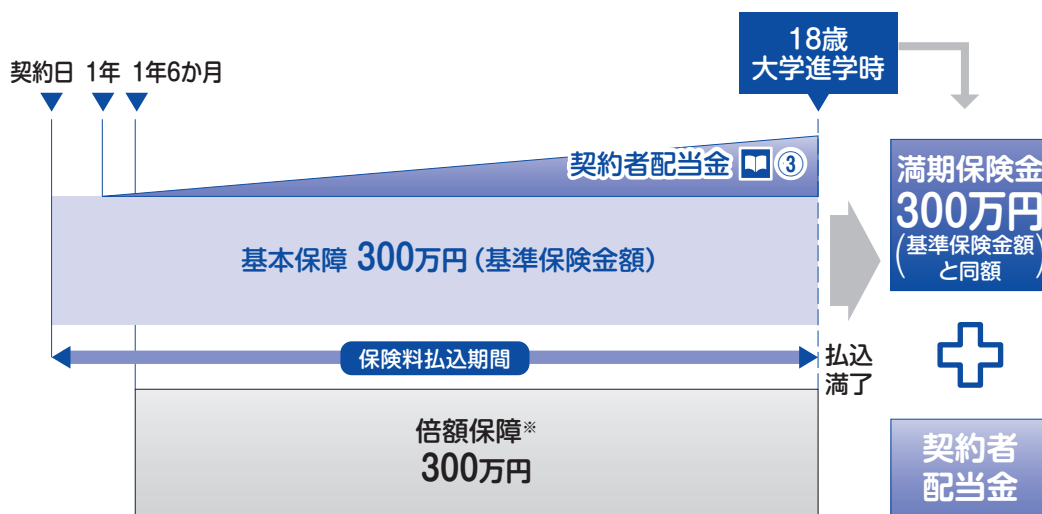 契約日 1年 1年6か月
18歳
大学進学時
契約者配当金 ③
基本保障 300万円(基準保険金額)
保険料払込期間
払込
満了
倍額保障※
300万円
満期保険金
300万円
(基準保険金額
と同額)
契約者
配当金